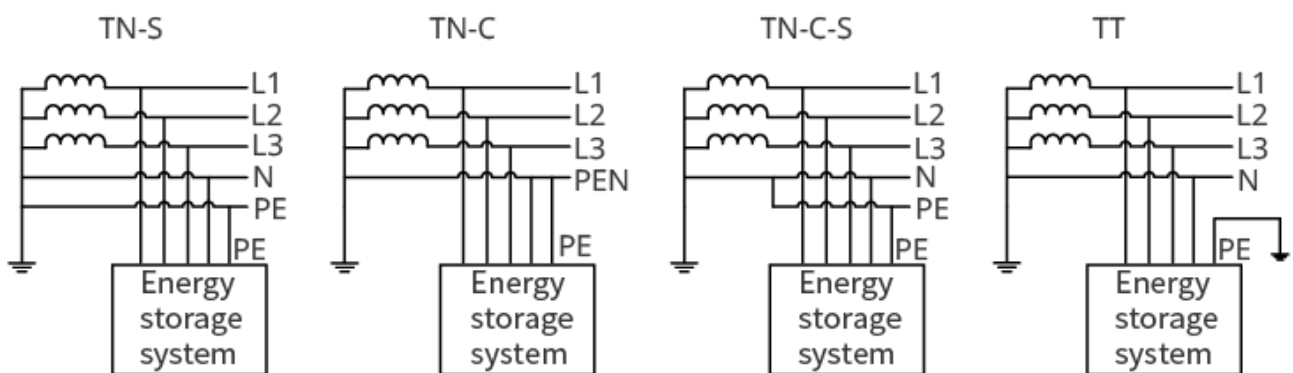 TN-S
TN-C
TN-C-S
TT
L1
L2
L3
N
PE
PE
Energy
storage
system
L1
L2
L3
PEN
PE
Energy
storage
system
L1
L2
L3
N
PE
PE
Energy
storage
system
L1
L2
L3
N
PE
Energy
storage
system